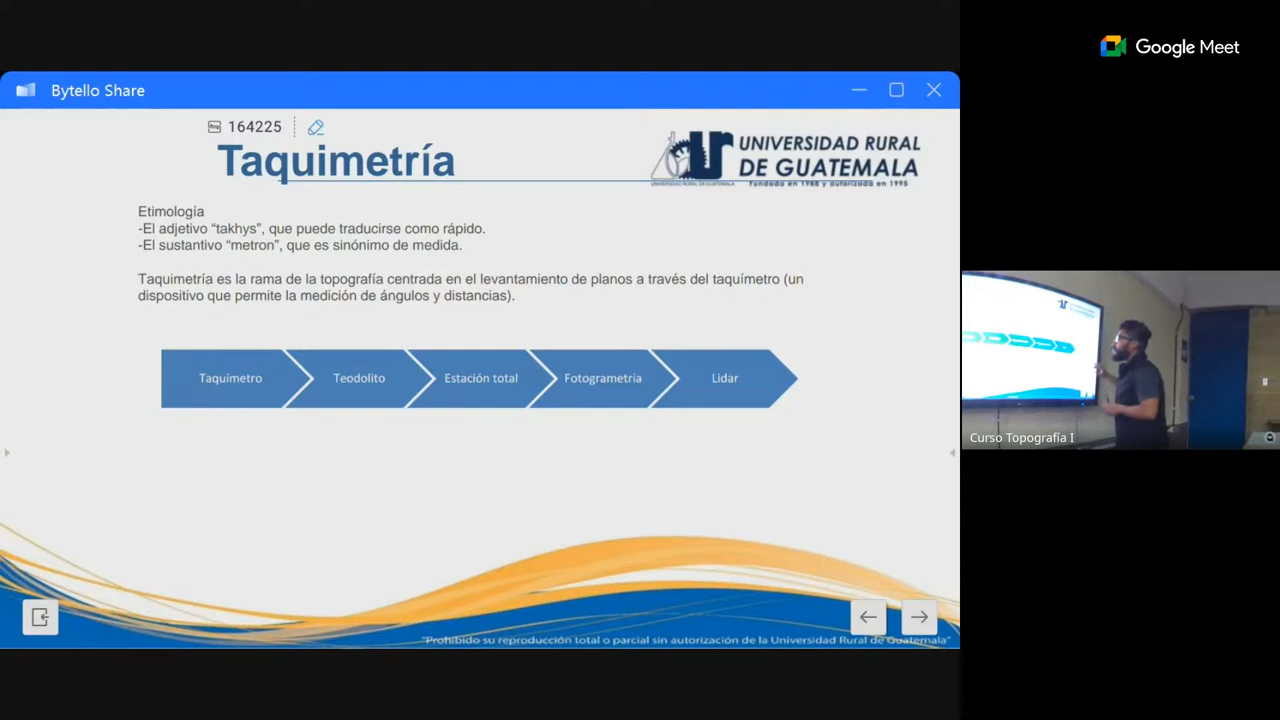 Google Meet
Bytello Share
164225
Taquimetría
UNIVERSIDAD RURAL
DE GUATEMALA
Fundada en 1988 y autorizada en 1995
UNIVERSIDAD RURAL DE GUATEMALA
Etimología
-El adjetivo “takhys”, que puede traducirse como rápido.
-El sustantivo “metron”, que es sinónimo de medida.
Taquimetría es la rama de la topografía centrada en el levantamiento de planos a través del taquímetro (un
dispositivo que permite la medición de ángulos y distancias).
Taquímetro
Teodolito
Estación total
Fotogrametría
Lidar
Curso Topografía I
"Prohibido su reproducción total o parcial sin autorización de la Universidad Rural de Guatemala"